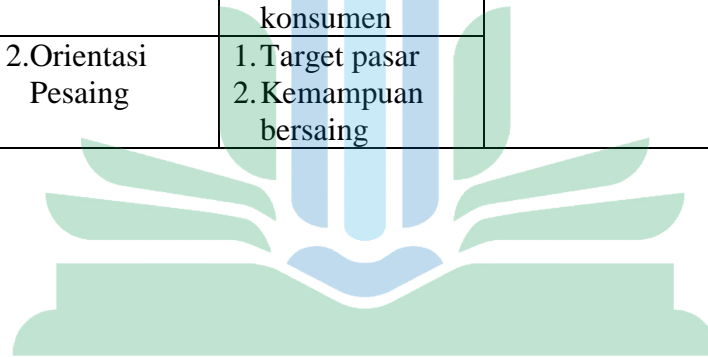 konsumen
2.Orientasi Pesaing
1. Target pasar
2. Kemampuan bersaing